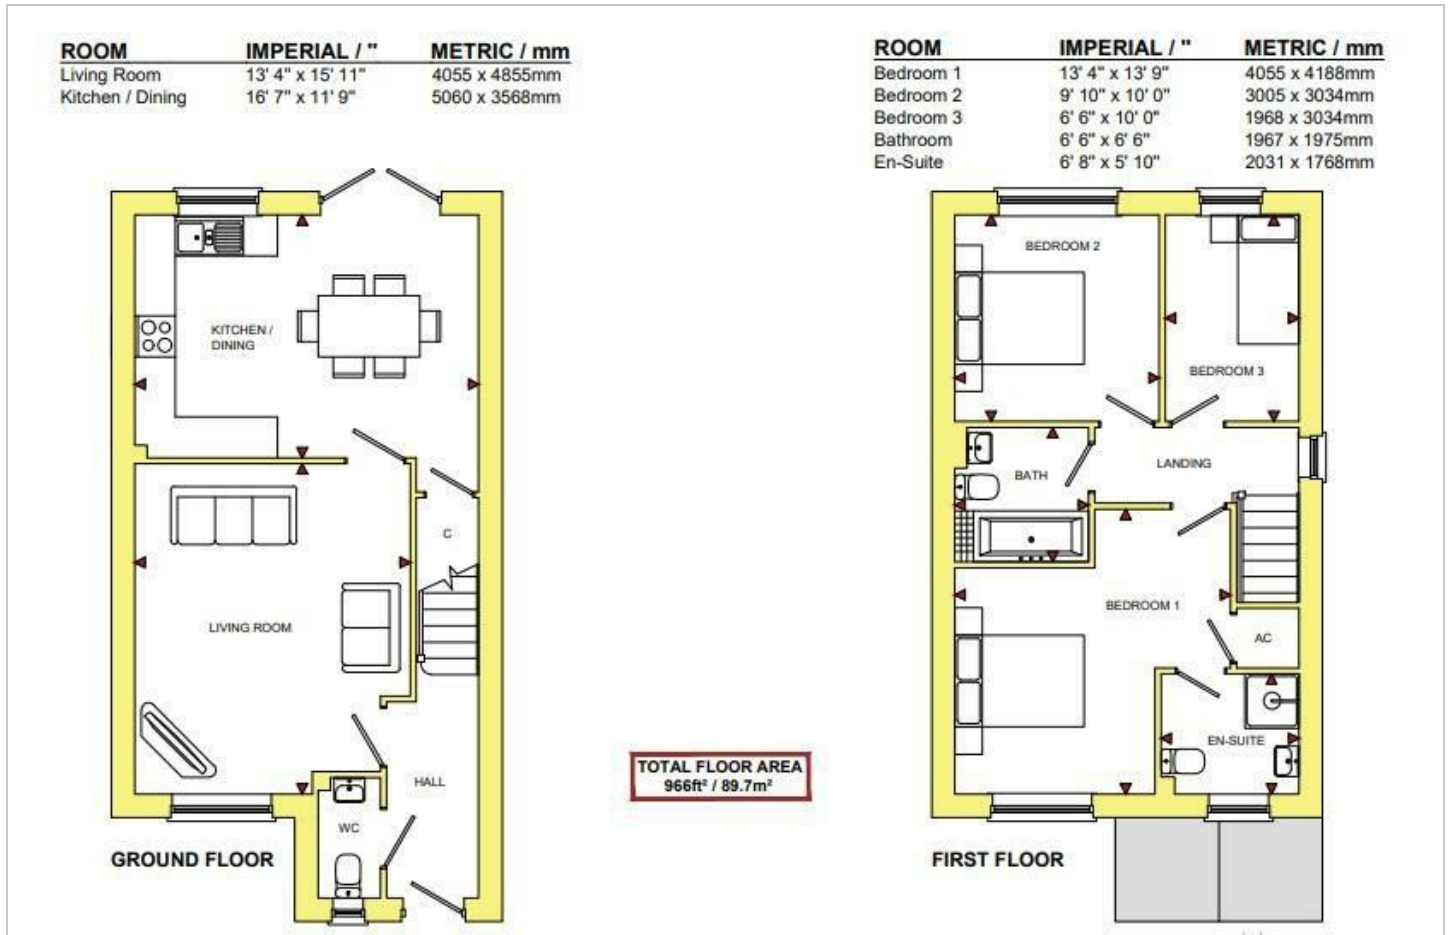 ROOM IMPERIAL / " METRIC / mm
Living Room 13' 4" x 15' 11" 4055 x 4855mm
Kitchen / Dining 16' 7" x 11' 9" 5060 x 3568mm
ROOM IMPERIAL / " METRIC / mm
Bedroom 1 13' 4" x 13' 9" 4055 x 4188mm
Bedroom 2 9' 10" x 10' 0" 3005 x 3034mm
Bedroom 3 6' 6" x 10' 0" 1968 x 3034mm
Bathroom 6' 6" x 6' 6" 1967 x 1975mm
En-Suite 6' 8" x 5' 10" 2031 x 1768mm
KITCHEN /
DINING
C
LIVING ROOM
HALL
WC
GROUND FLOOR
TOTAL FLOOR AREA
966ft² / 89.7m²
BEDROOM 2
BEDROOM 3
LANDING
BATH
BEDROOM 1
AC
EN-SUITE
FIRST FLOOR